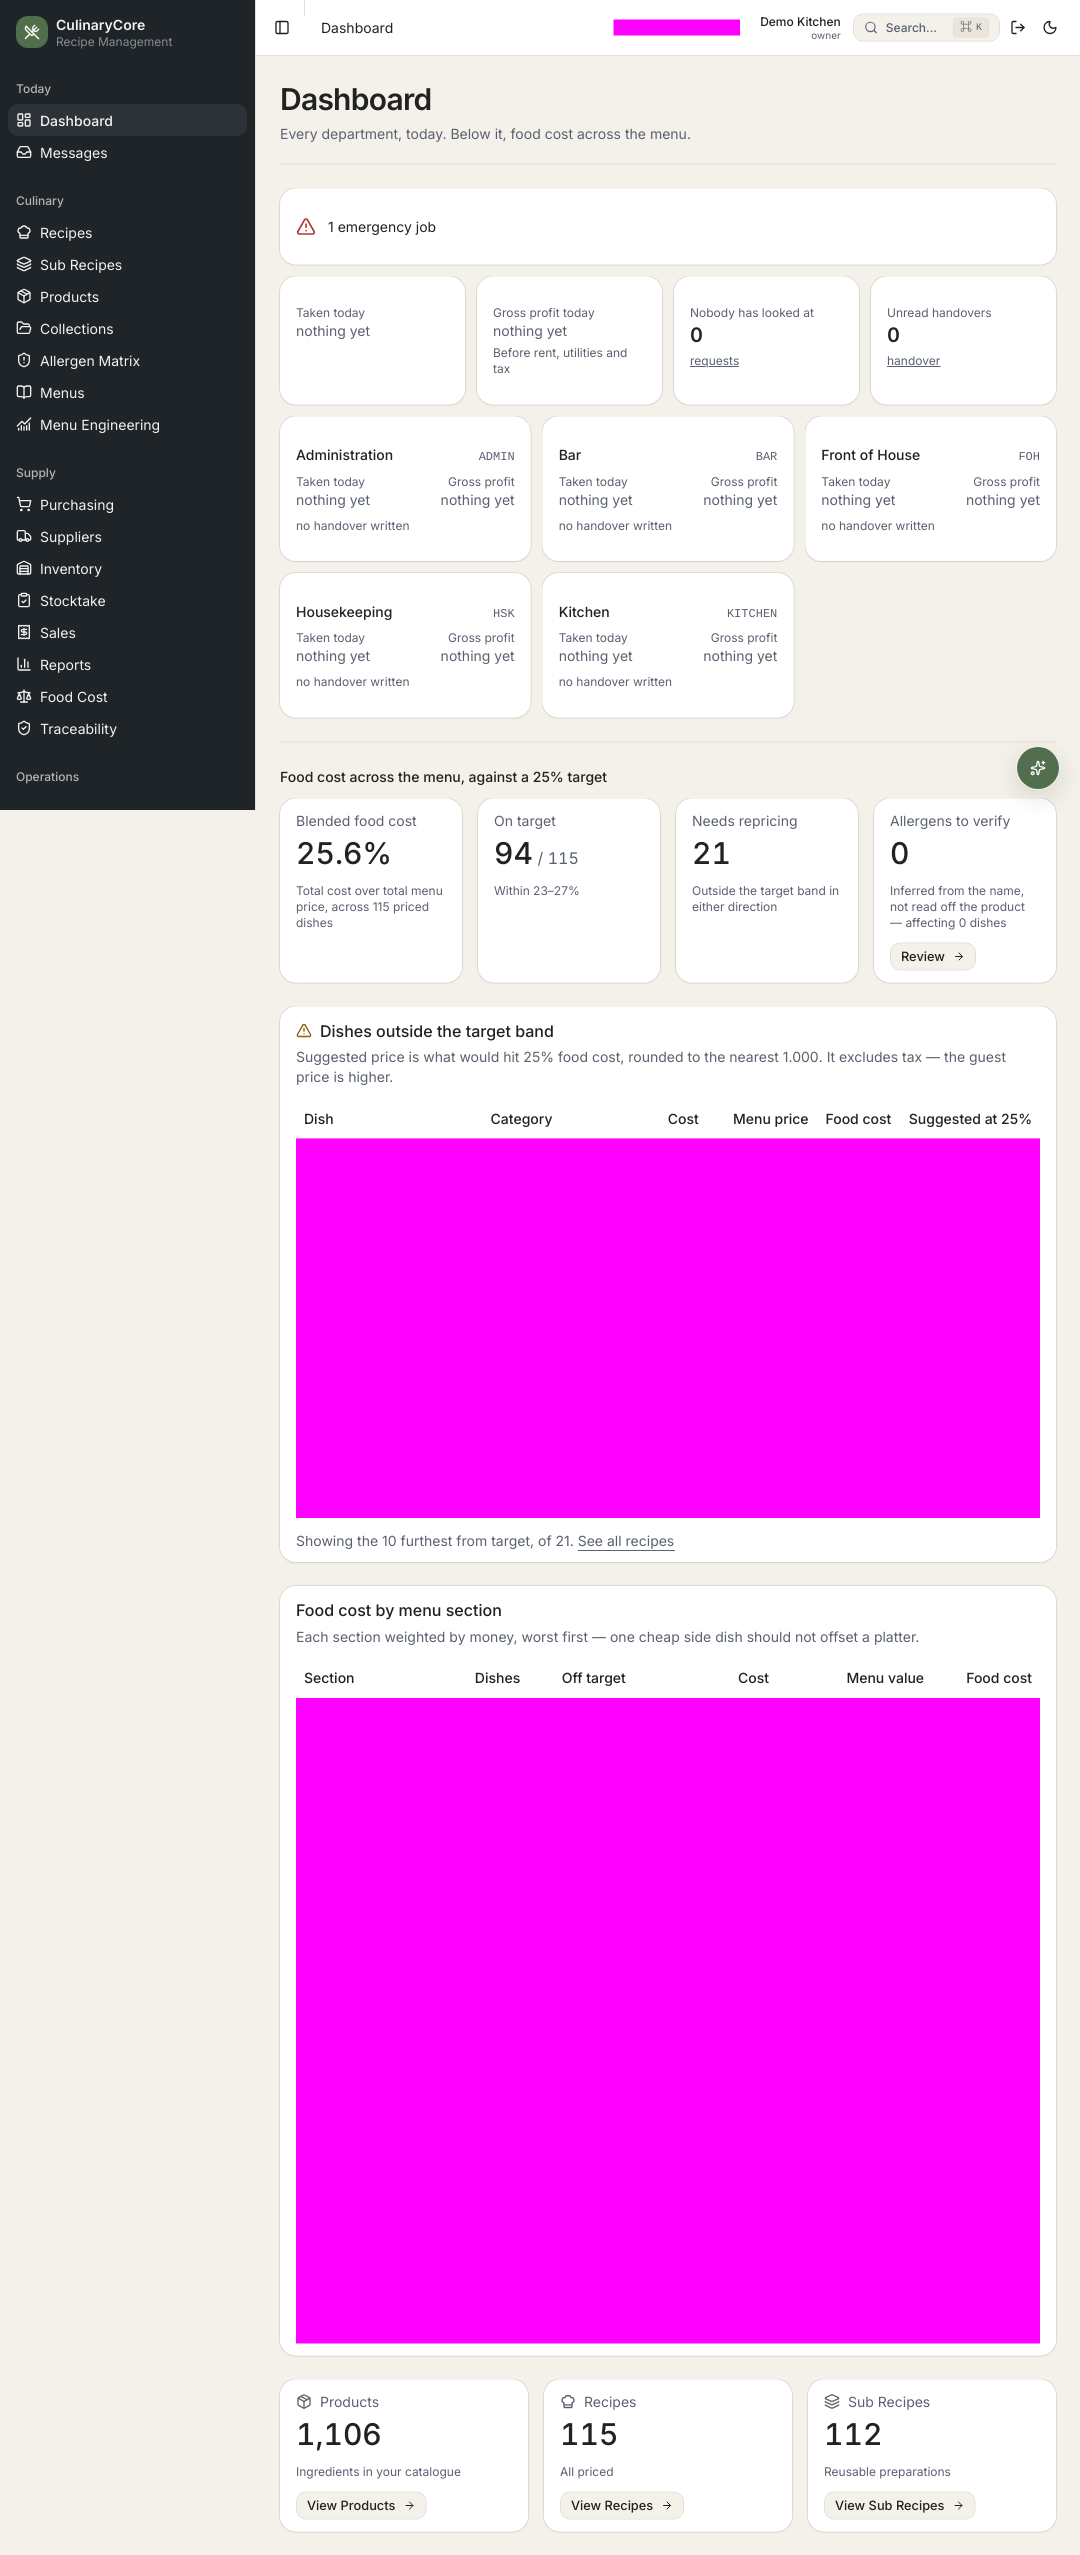 CulinaryCore
Recipe Management
Today
Dashboard
Messages
Culinary
Recipes
Sub Recipes
Products
Collections
Allergen Matrix
Menus
Menu Engineering
Supply
Purchasing
Suppliers
Inventory
Stocktake
Sales
Reports
Food Cost
Traceability
Operations
Dashboard
Demo Kitchen
owner
Search...
⌘ K
Dashboard
Every department, today. Below it, food cost across the menu.
1 emergency job
Taken today
nothing yet
Gross profit today
nothing yet
Before rent, utilities and
tax
Nobody has looked at
0
requests
Unread handovers
0
handover
Administration ADMIN
Taken today Gross profit
nothing yet nothing yet
no handover written
Bar BAR
Taken today Gross profit
nothing yet nothing yet
no handover written
Front of House FOH
Taken today Gross profit
nothing yet nothing yet
no handover written
Housekeeping HSK
Taken today Gross profit
nothing yet nothing yet
no handover written
Kitchen KITCHEN
Taken today Gross profit
nothing yet nothing yet
no handover written
Food cost across the menu, against a 25% target
Blended food cost
25.6%
Total cost over total menu
price, across 115 priced
dishes
On target
94 / 115
Within 23–27%
Needs repricing
21
Outside the target band in
either direction
Allergens to verify
0
Inferred from the name,
not read off the product
— affecting 0 dishes
Review
Dishes outside the target band
Suggested price is what would hit 25% food cost, rounded to the nearest 1.000. It excludes tax — the guest
price is higher.
Dish Category Cost Menu price Food cost Suggested at 25%
Showing the 10 furthest from target, of 21. See all recipes
Food cost by menu section
Each section weighted by money, worst first — one cheap side dish should not offset a platter.
Section Dishes Off target Cost Menu value Food cost
Products
1,106
Ingredients in your catalogue
View Products
Recipes
115
All priced
View Recipes
Sub Recipes
112
Reusable preparations
View Sub Recipes